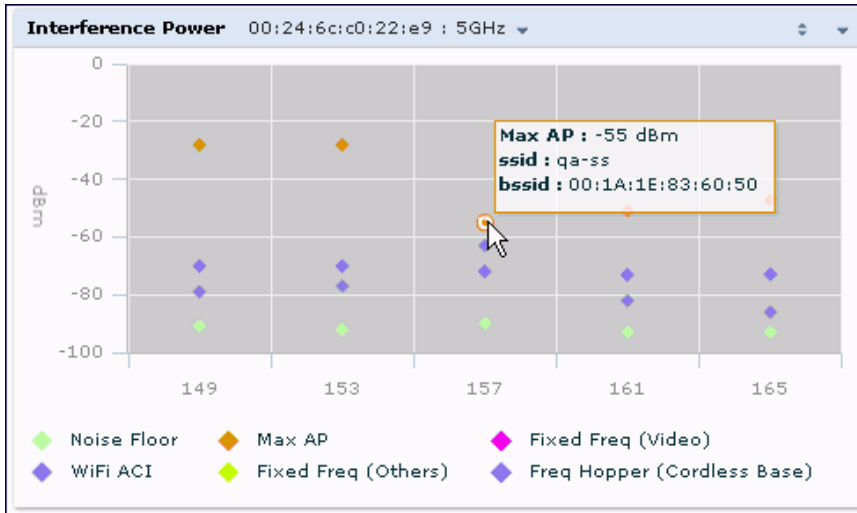 Interference Power 00:24:6c:c0:22:e9 : 5GHz
0
-20
-40
-60
-80
-100
dBm
Max AP : -55 dBm
ssid : qa-ss
bssid : 00:1A:1E:83:60:50
149 153 157 161 165
Noise Floor Max AP Fixed Freq (Video)
WiFi ACI Fixed Freq (Others) Freq Hopper (Cordless Base)